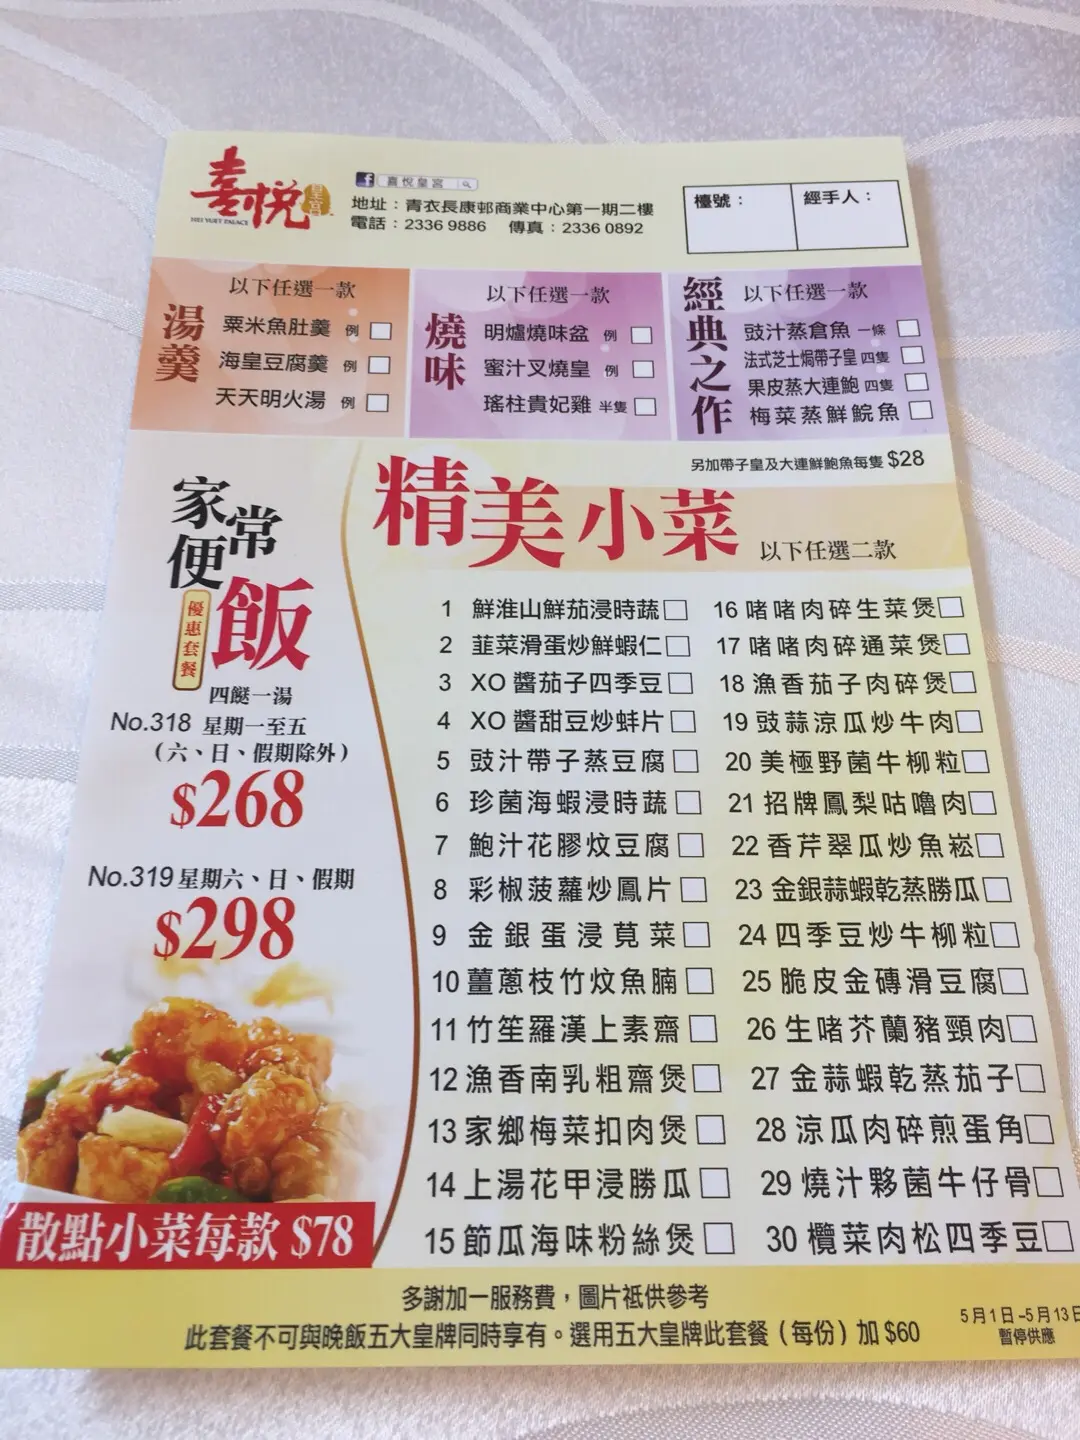 喜悅皇宮
HEI YUET PALACE
喜悅皇宮
地址：青衣長康邨商業中心第一期二樓
電話：2336 9886 傳真：2336 0892
檯號：
經手人：
湯羹
以下任選一款
粟米魚肚羹 例
海皇豆腐羹 例
天天明火湯 例
燒味
以下任選一款
明爐燒味盆 例
蜜汁叉燒皇 例
瑤柱貴妃雞 半隻
經典之作
以下任選一款
豉汁蒸倉魚 一條
法式芝士焗帶子皇 四隻
果皮蒸大連鮑 四隻
梅菜蒸鮮鯇魚
另加帶子皇及大連鮮鮑魚每隻 $28
家常便飯
優惠套餐
四餸一湯
No.318 星期一至五
（六、日、假期除外）
$268
No.319 星期六、日、假期
$298
散點小菜每款 $78
精美小菜 以下任選二款
1 鮮淮山鮮茄浸時蔬
2 韮菜滑蛋炒鮮蝦仁
3 XO 醬茄子四季豆
4 XO 醬甜豆炒蚌片
5 豉汁帶子蒸豆腐
6 珍菌海蝦浸時蔬
7 鮑汁花膠炆豆腐
8 彩椒菠蘿炒鳳片
9 金銀蛋浸莧菜
10 薑蔥枝竹炆魚腩
11 竹笙羅漢上素齋
12 漁香南乳粗齋煲
13 家鄉梅菜扣肉煲
14 上湯花甲浸勝瓜
15 節瓜海味粉絲煲
16 啫啫肉碎生菜煲
17 啫啫肉碎通菜煲
18 漁香茄子肉碎煲
19 豉蒜涼瓜炒牛肉
20 美極野菌牛柳粒
21 招牌鳳梨咕嚕肉
22 香芹翠瓜炒魚崧
23 金銀蒜蝦乾蒸勝瓜
24 四季豆炒牛柳粒
25 脆皮金磚滑豆腐
26 生啫芥蘭豬頸肉
27 金蒜蝦乾蒸茄子
28 涼瓜肉碎煎蛋角
29 燒汁夥菌牛仔骨
30 欖菜肉松四季豆
多謝加一服務費，圖片祗供參考
此套餐不可與晚飯五大皇牌同時享有。選用五大皇牌此套餐（每份）加 $60
5月1日-5月13日
暫停供應